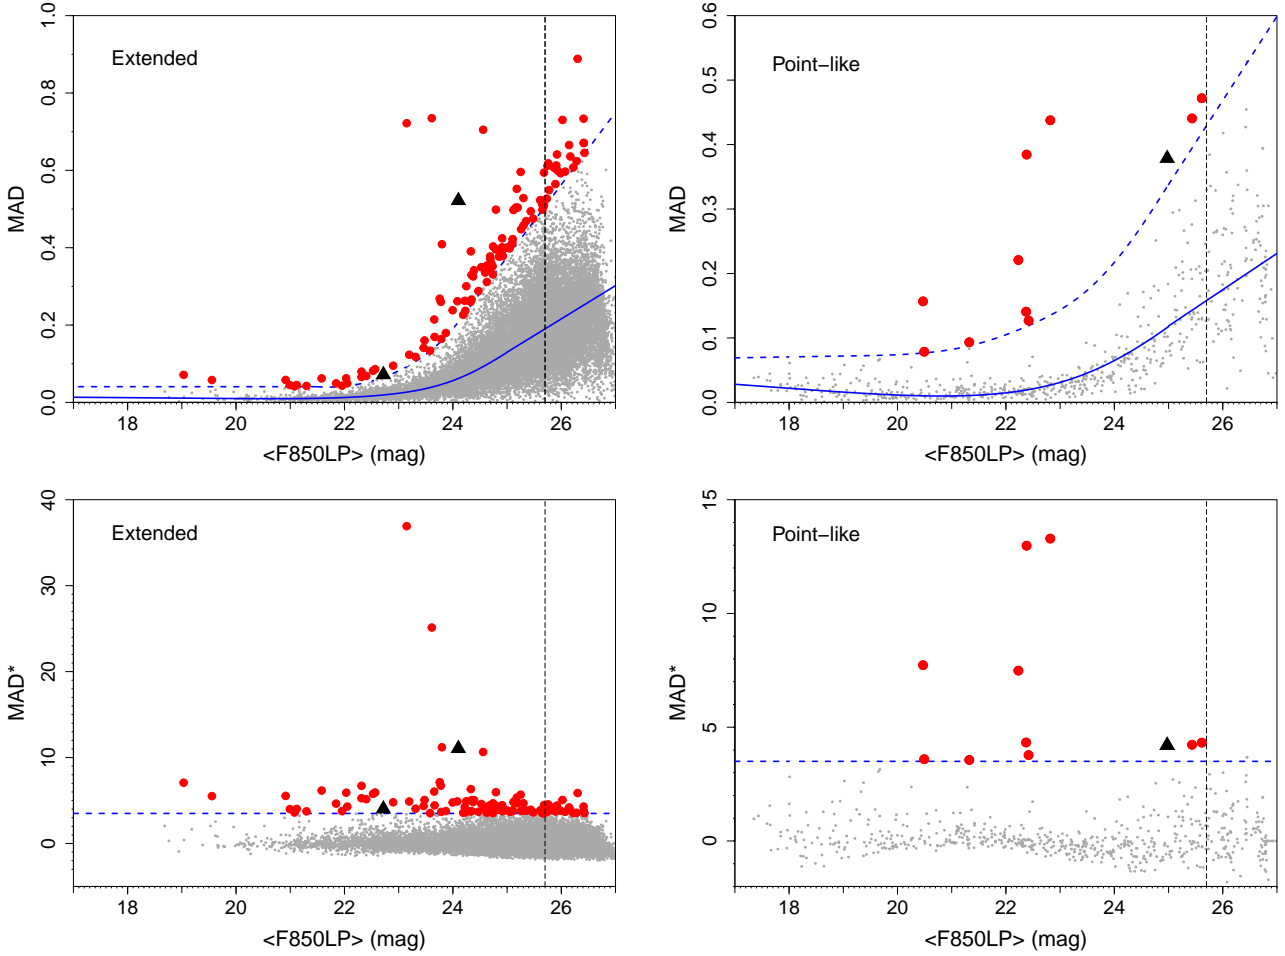 Extended
MAD
0.0 0.2 0.4 0.6 0.8 1.0
18 20 22 24 26
<F850LP> (mag)
Point−like
MAD
0.0 0.1 0.2 0.3 0.4 0.5 0.6
18 20 22 24 26
<F850LP> (mag)
Extended
MAD*
0 10 20 30 40
18 20 22 24 26
<F850LP> (mag)
Point−like
MAD*
0 5 10 15
18 20 22 24 26
<F850LP> (mag)